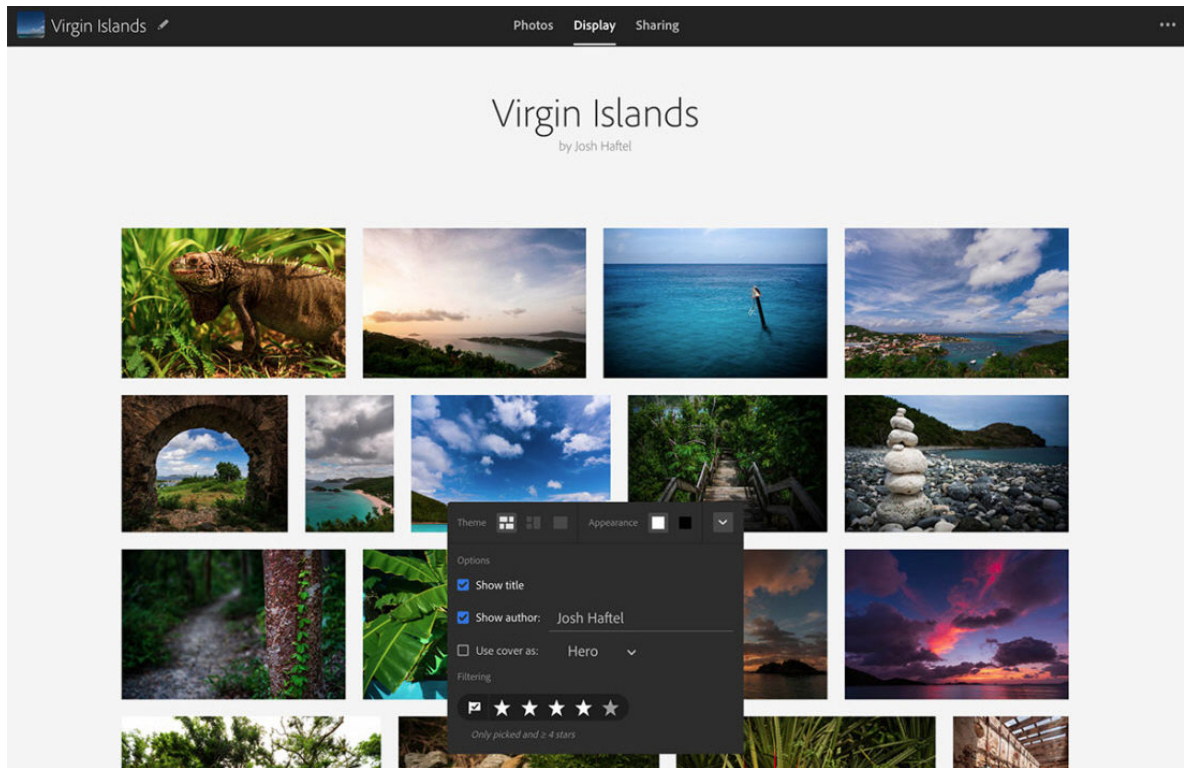 Virgin Islands
Photos Display Sharing
Virgin Islands
by Josh Haftel
Theme Appearance
Options
Show title
Show author: Josh Haftel
Use cover as: Hero
Filtering
Only picked and ≥ 4 stars